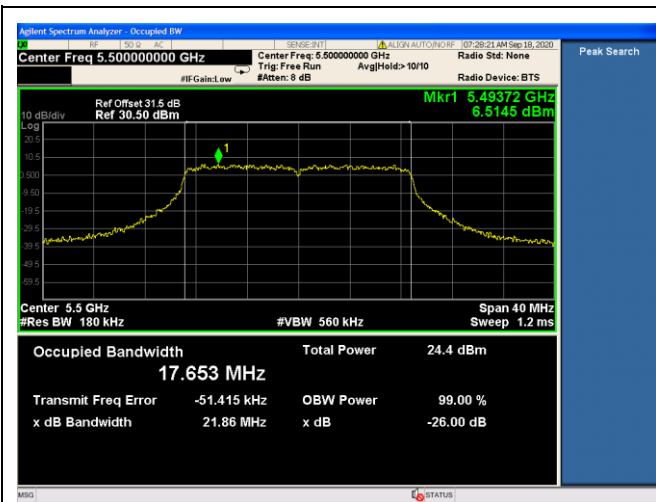 Agilent Spectrum Analyzer - Occupied BW
RF 50 Ω AC SENSE:INT ALIGN AUTO/NO RF 07:28:21 AM Sep 18, 2020
Center Freq 5.500000000 GHz Center Freq: 5.500000000 GHz Radio Std: None
Trig: Free Run Avg|Hold:> 10/10
#IFGain:Low #Atten: 8 dB Radio Device: BTS
Peak Search
Mkr1 5.49372 GHz
6.5145 dBm
Ref Offset 31.5 dB
10 dB/div Ref 30.50 dBm
Log
20.5
10.5
0.500
-9.50
-19.5
-29.5
-39.5
-49.5
-59.5
1
Center 5.5 GHz Span 40 MHz
#Res BW 180 kHz #VBW 560 kHz Sweep 1.2 ms
Occupied Bandwidth Total Power 24.4 dBm
17.653 MHz
Transmit Freq Error -51.415 kHz OBW Power 99.00 %
x dB Bandwidth 21.86 MHz x dB -26.00 dB
MSG STATUS